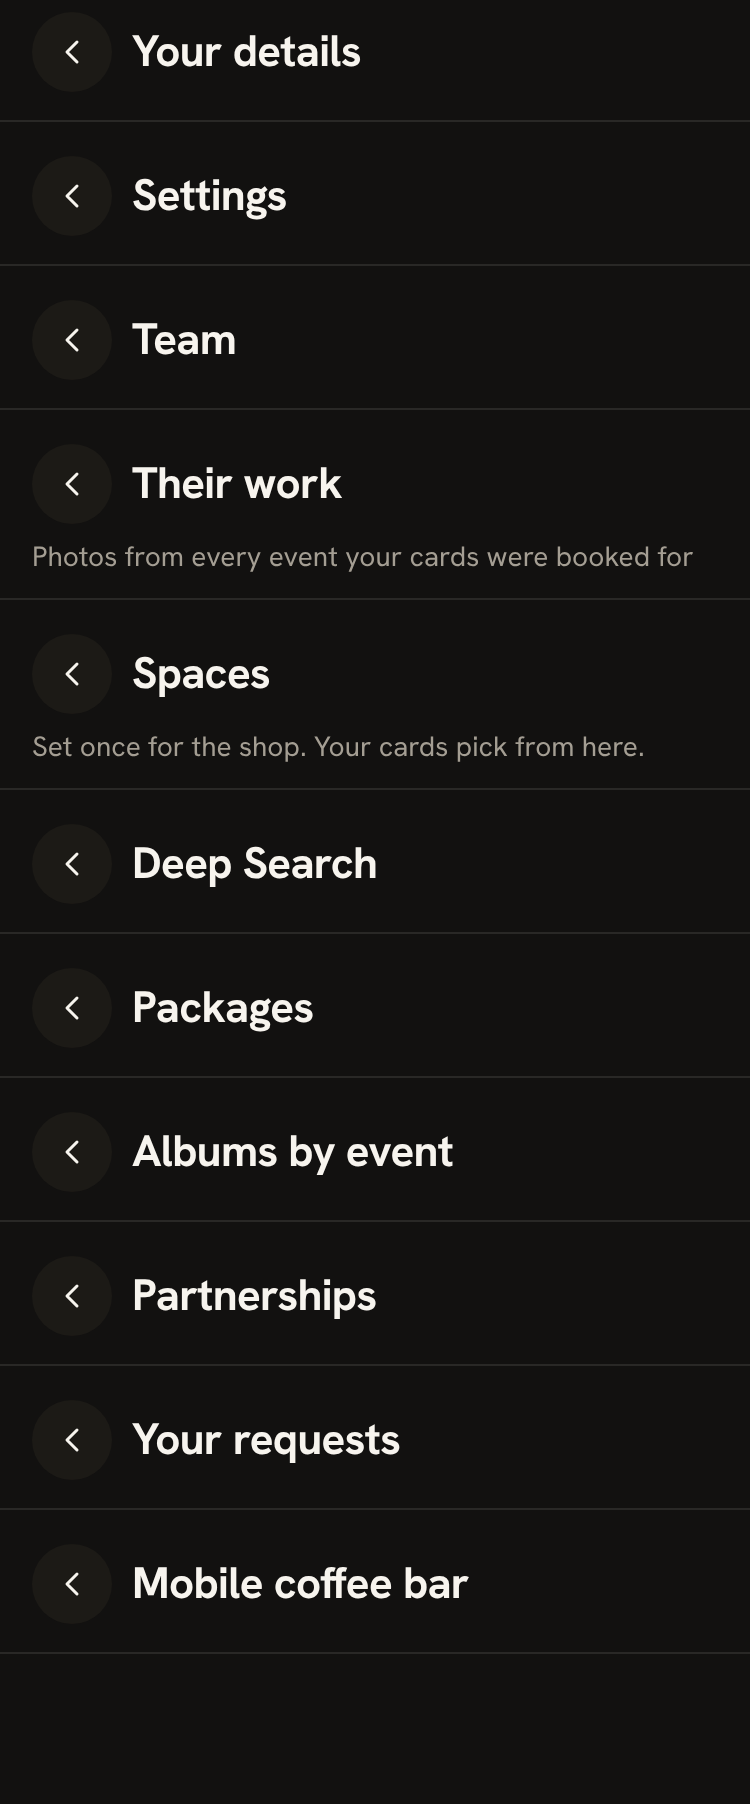 Your details
Settings
Team
Their work
Photos from every event your cards were booked for
Spaces
Set once for the shop. Your cards pick from here.
Deep Search
Packages
Albums by event
Partnerships
Your requests
Mobile coffee bar